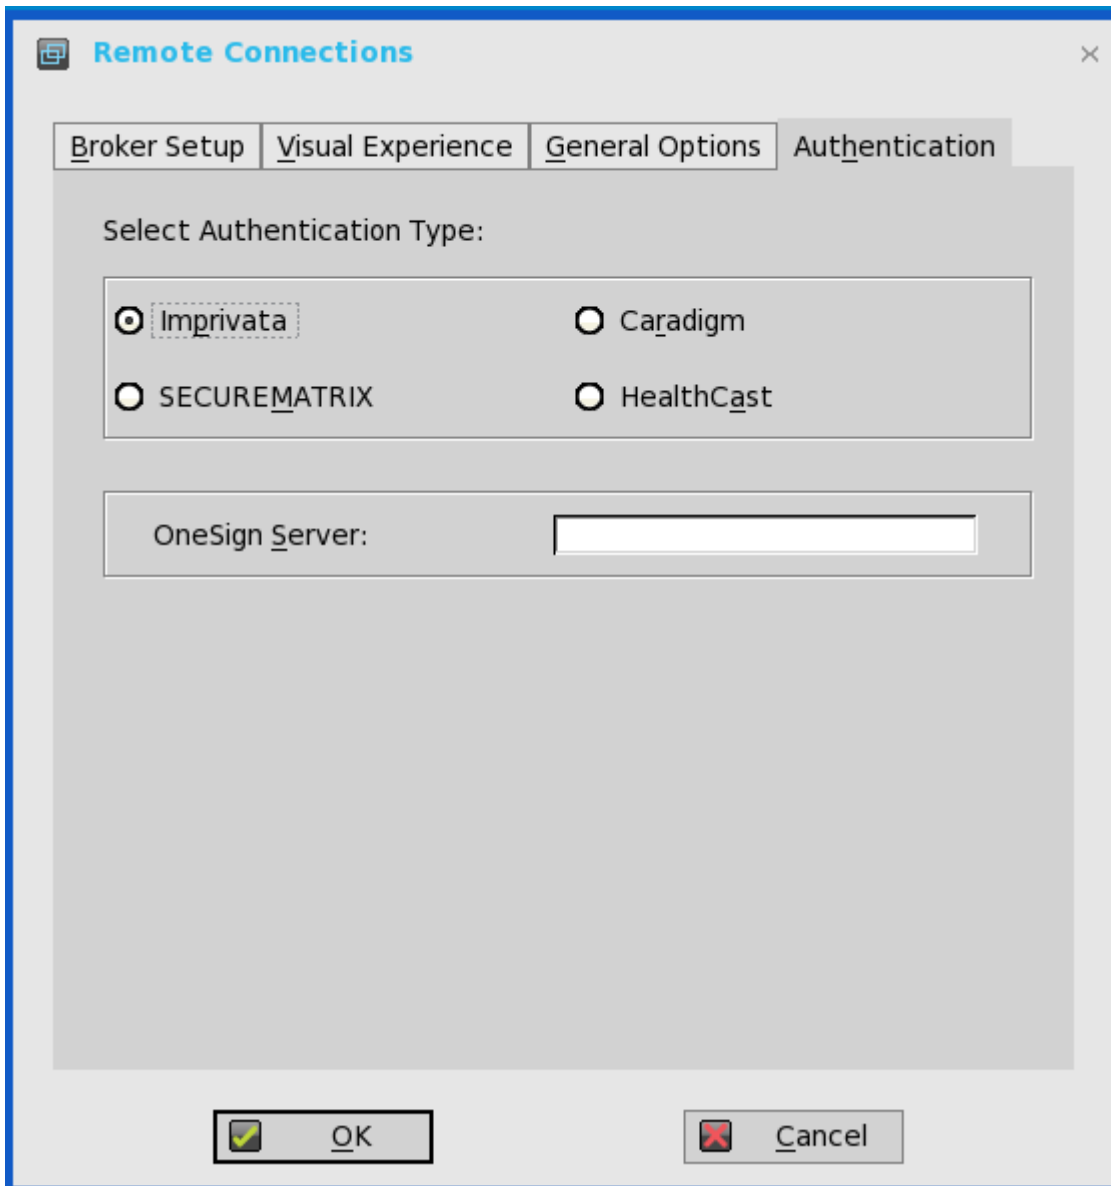 Remote Connections
Broker Setup Visual Experience General Options Authentication
Select Authentication Type:
Imprivata Caradigm
SECUREMATRIX HealthCast
OneSign Server:
OK Cancel